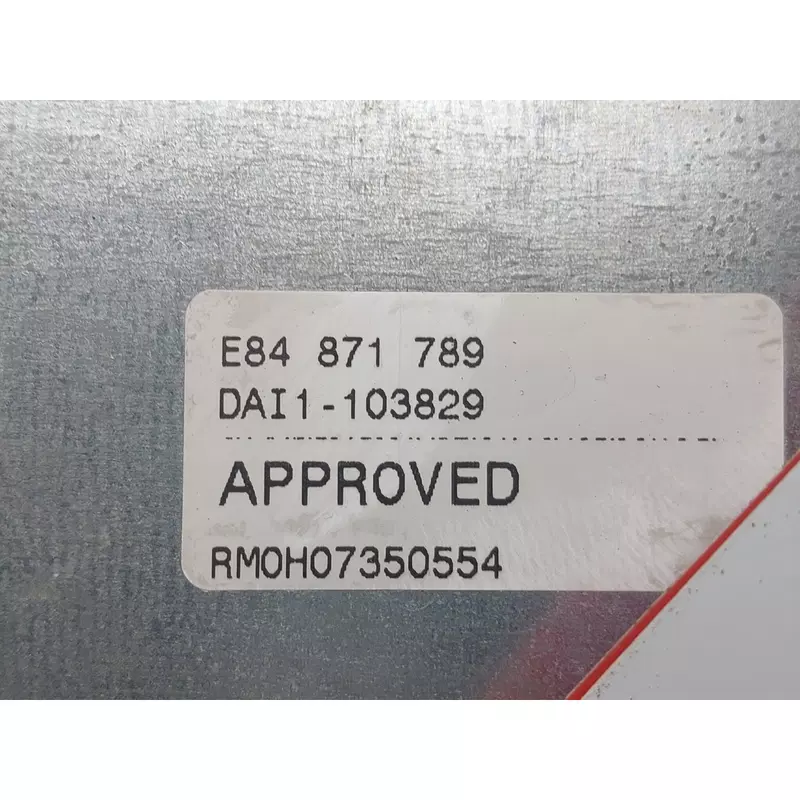 E84 871 789
DAI1-103829
APPROVED
RM0H07350554